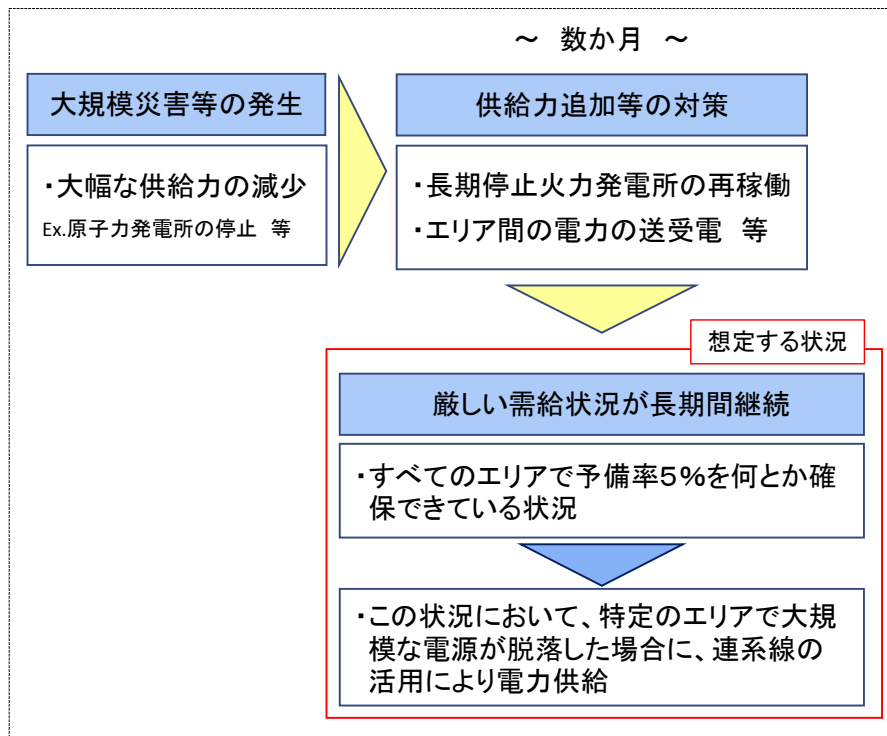 ～ 数か月 ～
大規模災害等の発生
・大幅な供給力の減少
Ex.原子力発電所の停止 等
供給力追加等の対策
・長期停止火力発電所の再稼働
・エリア間の電力の送受電 等
想定する状況
厳しい需給状況が長期間継続
・すべてのエリアで予備率５％を何とか確
保できている状況
・この状況において、特定のエリアで大規
模な電源が脱落した場合に、連系線の
活用により電力供給